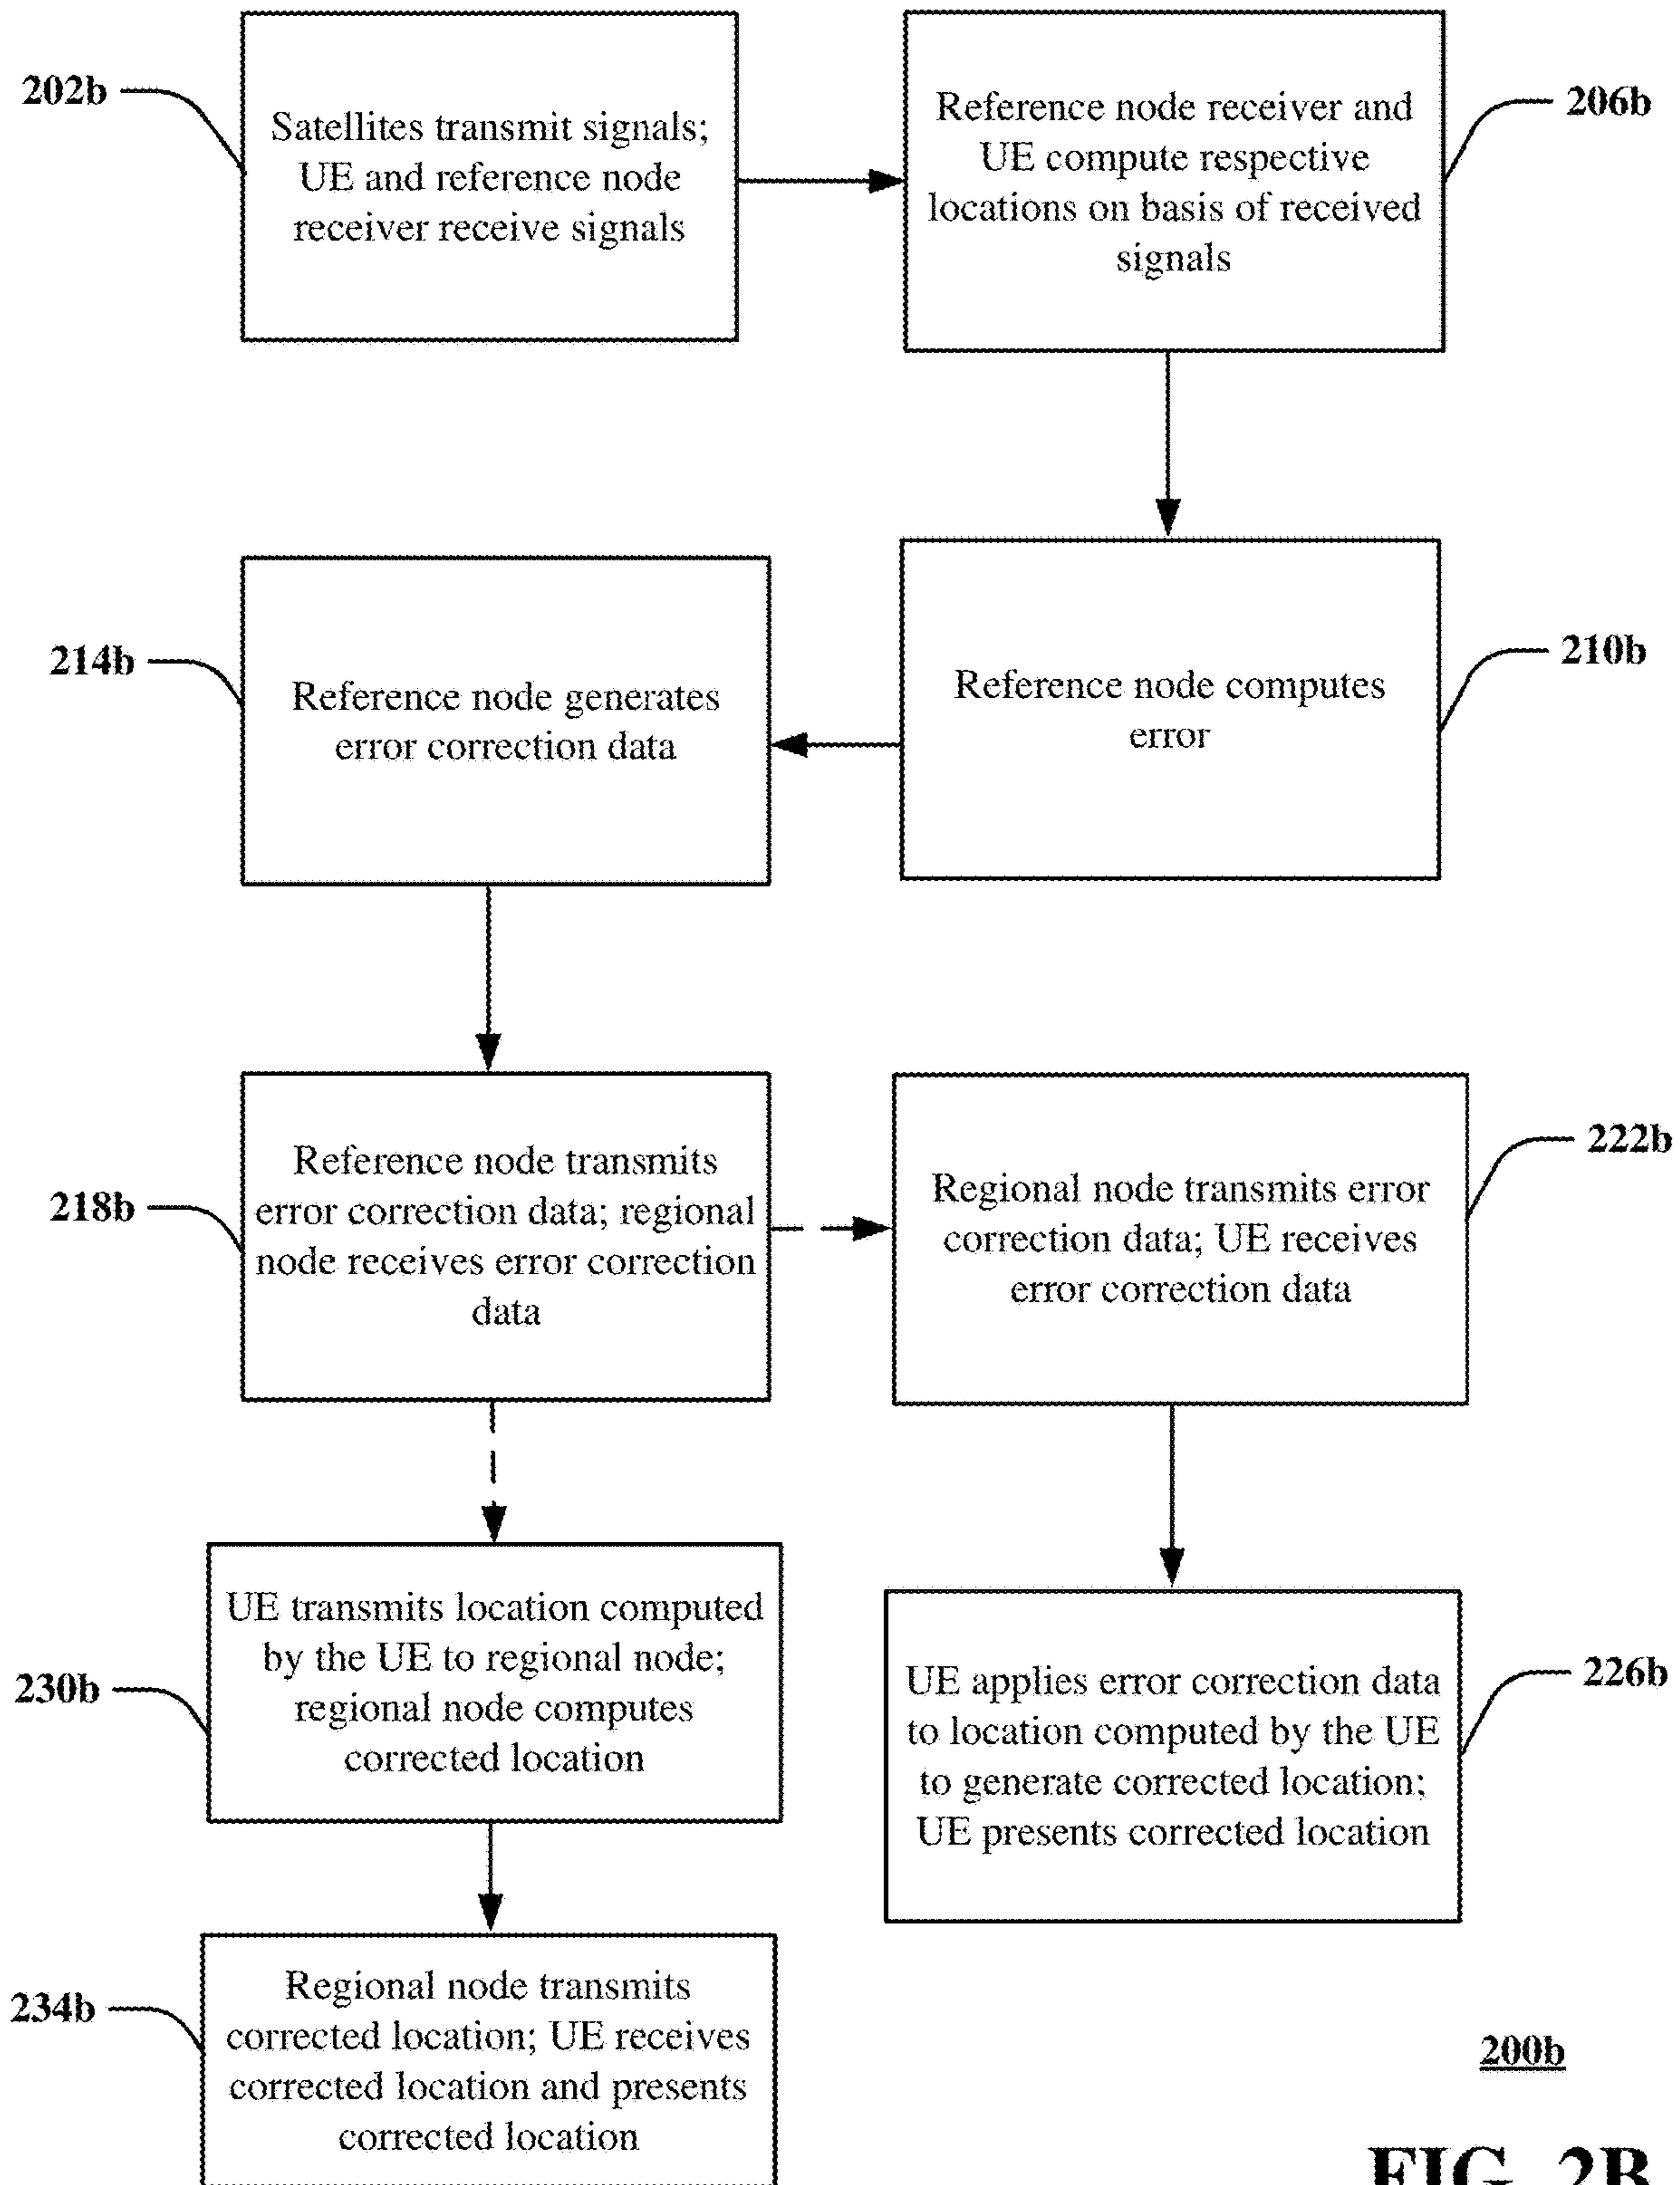 202b
Satellites transmit signals;
UE and reference node
receiver receive signals
Reference node receiver and
UE compute respective
locations on basis of received
signals
206b
214b
Reference node generates
error correction data
Reference node computes
error
210b
218b
Reference node transmits
error correction data; regional
node receives error correction
data
Regional node transmits error
correction data; UE receives
error correction data
222b
230b
UE transmits location computed
by the UE to regional node;
regional node computes
corrected location
UE applies error correction data
to location computed by the UE
to generate corrected location;
UE presents corrected location
226b
234b
Regional node transmits
corrected location; UE receives
corrected location and presents
corrected location
200b
FIG. 2B